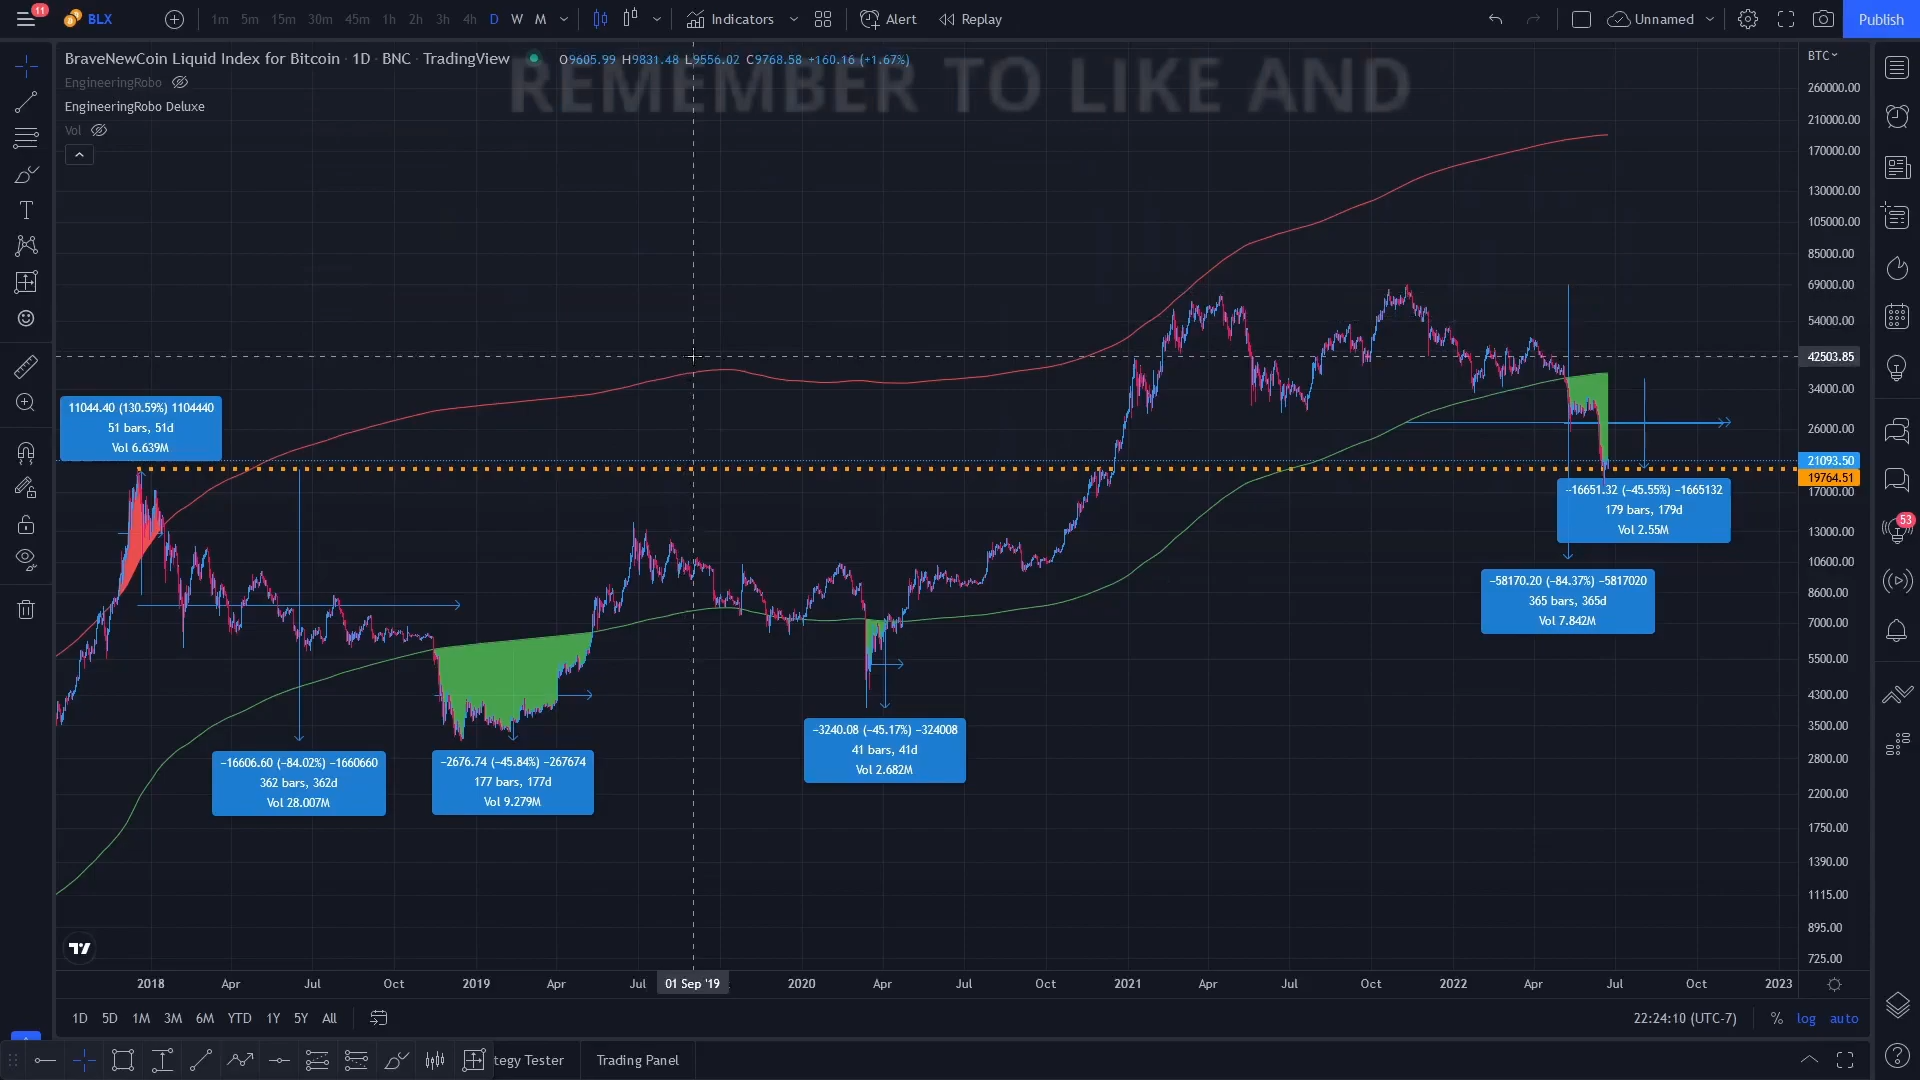 11
BLX
1m 5m 15m 30m 45m 1h 2h 3h 4h D W M
Indicators
Alert
Replay
Unnamed
Publish
BraveNewCoin Liquid Index for Bitcoin · 1D · BNC · TradingView
O9605.99 H9831.48 L9556.02 C9768.58 +160.16 (+1.67%)
REMEMBER TO LIKE AND
EngineeringRobo
EngineeringRobo Deluxe
Vol
BTC
260000.00
210000.00
170000.00
130000.00
105000.00
85000.00
69000.00
54000.00
42503.85
34000.00
26000.00
21093.50
19764.51
17000.00
13000.00
10600.00
8600.00
7000.00
5500.00
4300.00
3500.00
2800.00
2200.00
1750.00
1390.00
1115.00
895.00
725.00
11044.40 (130.59%) 1104440
51 bars, 51d
Vol 6.639M
−16606.60 (−84.02%) −1660660
362 bars, 362d
Vol 28.007M
−2676.74 (−45.84%) −267674
177 bars, 177d
Vol 9.279M
−3240.08 (−45.17%) −324008
41 bars, 41d
Vol 2.682M
−16651.32 (−45.55%) −1665132
179 bars, 179d
Vol 2.55M
−58170.20 (−84.37%) −5817020
365 bars, 365d
Vol 7.842M
53
2018 Apr Jul Oct 2019 Apr Jul 01 Sep '19 2020 Apr Jul Oct 2021 Apr Jul Oct 2022 Apr Jul Oct 2023
1D 5D 1M 3M 6M YTD 1Y 5Y All
22:24:10 (UTC-7)
% log auto
tegy Tester
Trading Panel